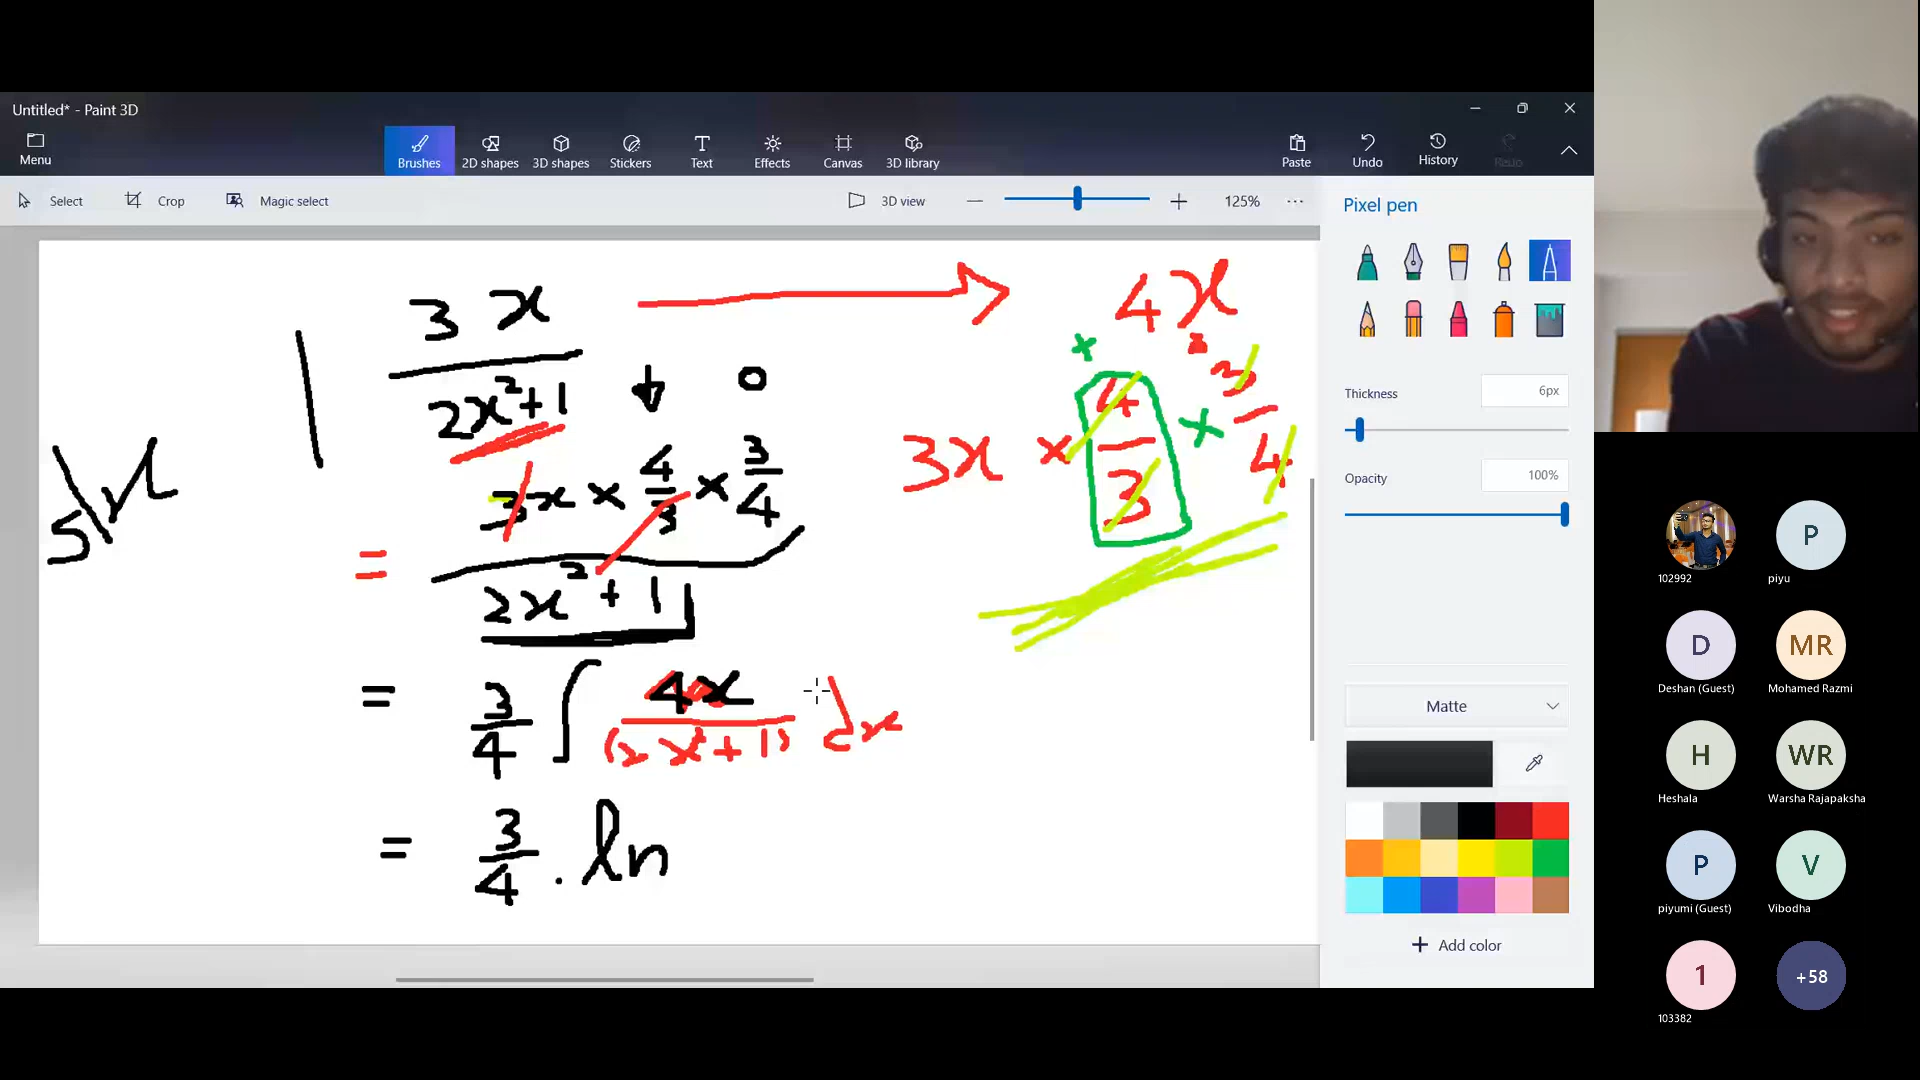 Untitled* - Paint 3D
Menu
Brushes
2D shapes
3D shapes
Stickers
Text
Effects
Canvas
3D library
Paste
Undo
History
Redo
Select
Crop
Magic select
3D view
125%
Pixel pen
Thickness
6px
Opacity
100%
Matte
Add color
3x
2x²+1
0
3x × 4/3 × 3/4
=
2x² + 1
= 3/4 ∫ 4x/(2x²+1) dx
= 3/4 . ln
4x
3x × 4/3 × 3/4
102992
P
piyu
D
Deshan (Guest)
MR
Mohamed Razmi
H
Heshala
WR
Warsha Rajapaksha
P
piyumi (Guest)
V
Vibodha
1
103382
+58